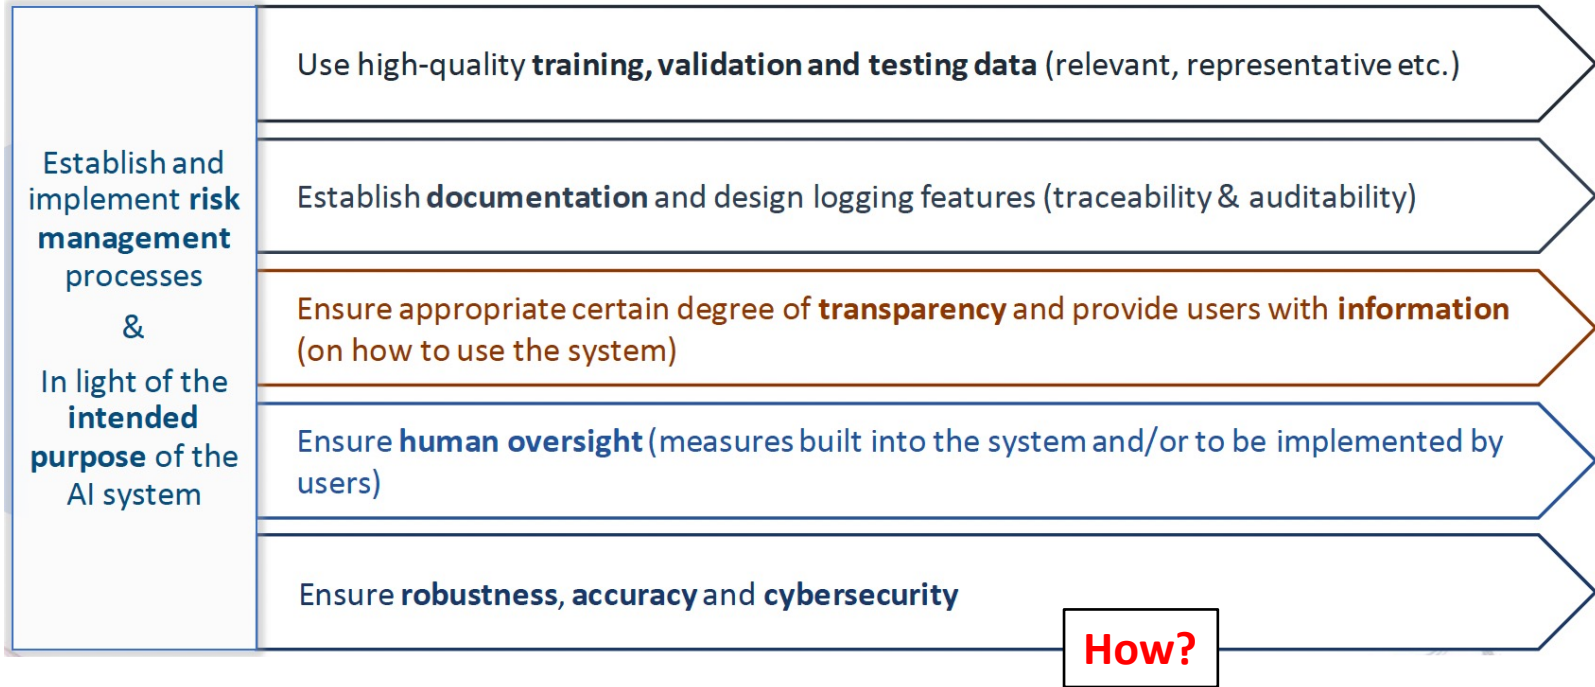 Establish and
implement risk
management
processes
&
In light of the
intended
purpose of the
AI system
Use high-quality training, validation and testing data (relevant, representative etc.)
Establish documentation and design logging features (traceability & auditability)
Ensure appropriate certain degree of transparency and provide users with information
(on how to use the system)
Ensure human oversight (measures built into the system and/or to be implemented by
users)
Ensure robustness, accuracy and cybersecurity
How?